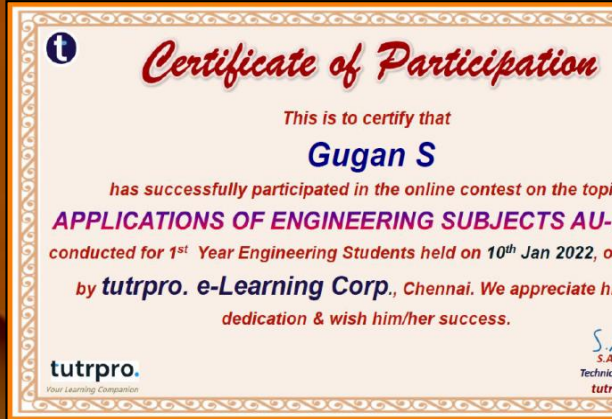 t
Certificate of Participation
This is to certify that
Gugan S
has successfully participated in the online contest on the topi
APPLICATIONS OF ENGINEERING SUBJECTS AU-
conducted for 1st Year Engineering Students held on 10th Jan 2022, o
by tutrpro. e-Learning Corp., Chennai. We appreciate h
dedication & wish him/her success.
S.A
S.A
Technic
tutr
tutrpro.
Your Learning Companion